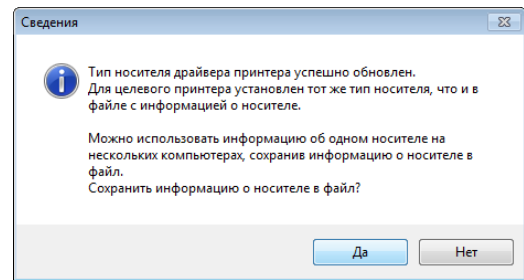 Сведения
Тип носителя драйвера принтера успешно обновлен.
Для целевого принтера установлен тот же тип носителя, что и в
файле с информацией о носителе.
Можно использовать информацию об одном носителе на
нескольких компьютерах, сохранив информацию о носителе в
файл.
Сохранить информацию о носителе в файл?
Да
Нет